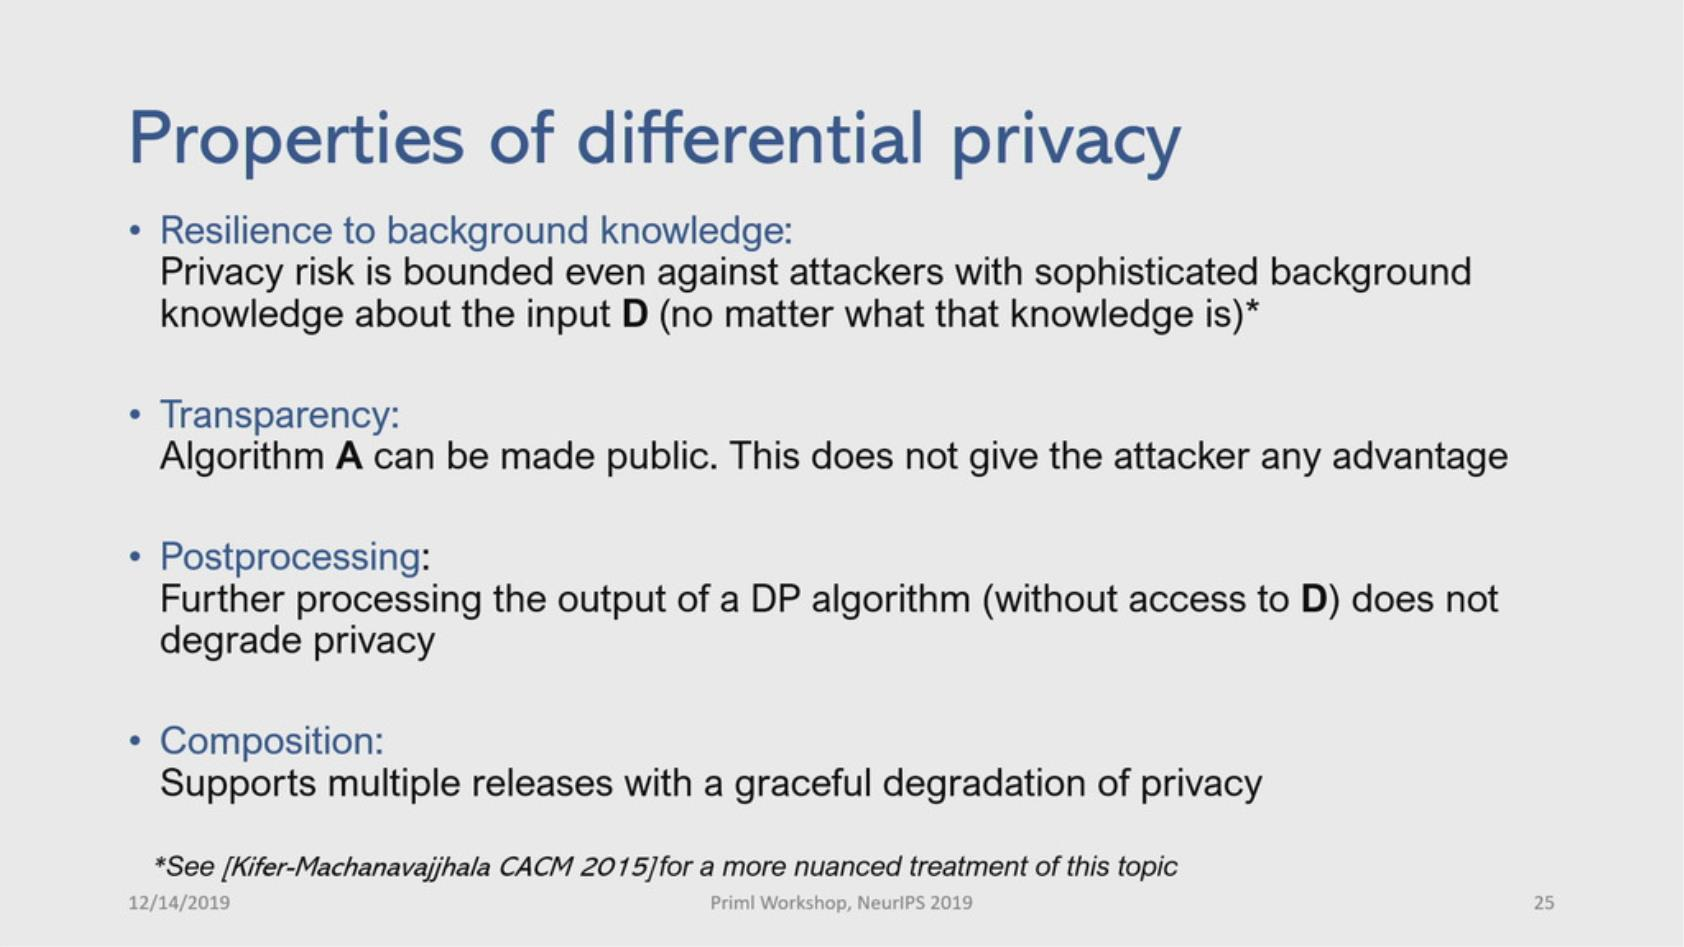 Properties of differential privacy
• Resilience to background knowledge:
Privacy risk is bounded even against attackers with sophisticated background
knowledge about the input D (no matter what that knowledge is)*
• Transparency:
Algorithm A can be made public. This does not give the attacker any advantage
• Postprocessing:
Further processing the output of a DP algorithm (without access to D) does not
degrade privacy
• Composition:
Supports multiple releases with a graceful degradation of privacy
*See [Kifer-Machanavajjhala CACM 2015]for a more nuanced treatment of this topic
12/14/2019 Priml Workshop, NeurIPS 2019 25